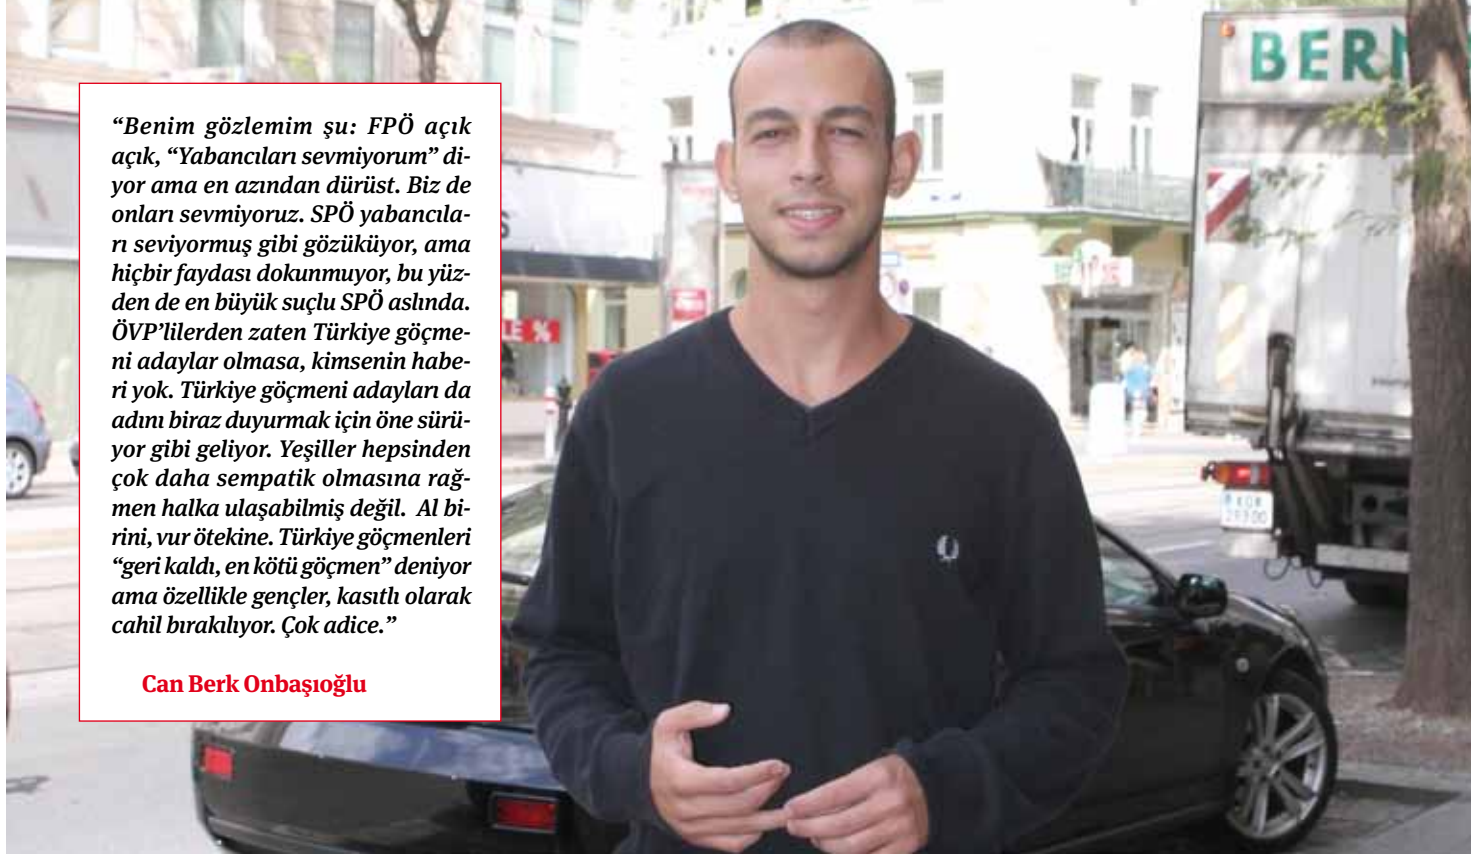 “Benim gözlemim şu: FPÖ açık
açık, “Yabancıları sevmiyorum” di-
yor ama en azından dürüst. Biz de
onları sevmiyoruz. SPÖ yabancıla-
rı seviyormuş gibi gözüküyor, ama
hiçbir faydası dokunmuyor, bu yüz-
den de en büyük suçlu SPÖ aslında.
ÖVP’lilerden zaten Türkiye göçme-
ni adaylar olmasa, kimsenin habe-
ri yok. Türkiye göçmeni adayları da
adını biraz duyurmak için öne sürü-
yor gibi geliyor. Yeşiller hepsinden
çok daha sempatik olmasına rağ-
men halka ulaşabilmiş değil. Al bi-
rini, vur ötekine. Türkiye göçmenleri
“geri kaldı, en kötü göçmen” deniyor
ama özellikle gençler, kasıtlı olarak
cahil bırakılıyor. Çok adice.”
Can Berk Onbaşıoğlu
BER
LE %